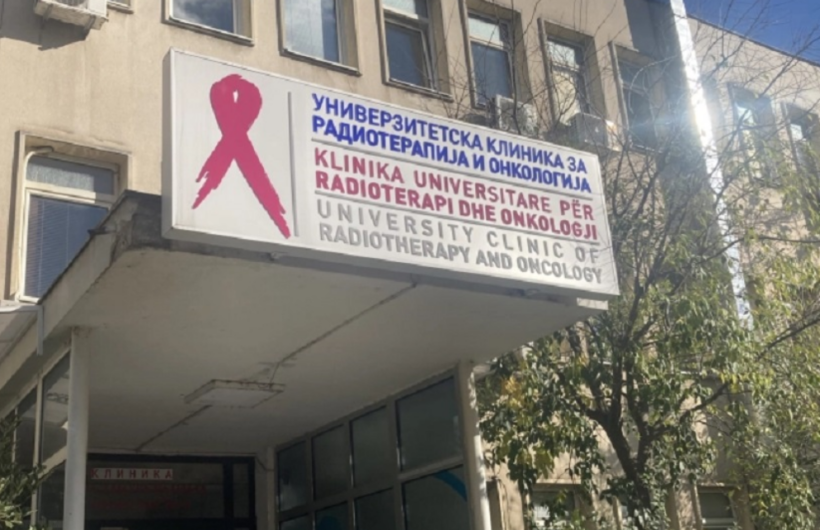 УНИВЕРЗИТЕТСКА КЛИНИКА ЗА
РАДИОТЕРАПИЈА И ОНКОЛОГИЈА
KLINIKA UNIVERSITARE PËR
RADIOTERAPI DHE ONKOLOGJI
UNIVERSITY CLINIC OF
RADIOTHERAPY AND ONCOLOGY
КЛИНИКА